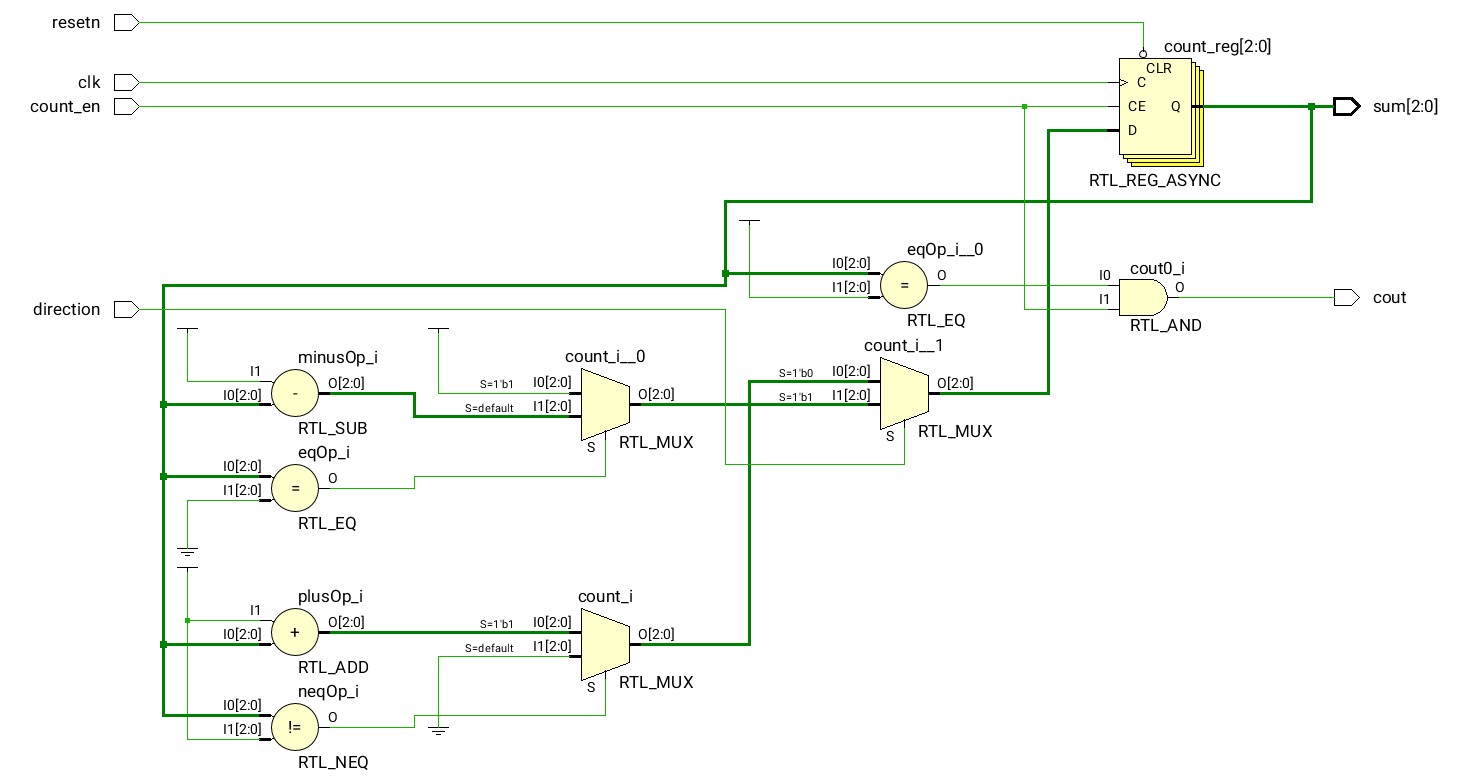 resetn
count_reg[2:0]
CLR
clk
C
count_en
CE
Q
sum[2:0]
D
RTL_REG_ASYNC
eqOp_i__0
I0[2:0]
O
=
I1[2:0]
RTL_EQ
cout0_i
I0
O
I1
RTL_AND
cout
direction
minusOp_i
I1
O[2:0]
-
I0[2:0]
RTL_SUB
count_i__0
S=1'b1
I0[2:0]
O[2:0]
S=default
I1[2:0]
S
RTL_MUX
count_i__1
S=1'b0
I0[2:0]
O[2:0]
S=1'b1
I1[2:0]
S
RTL_MUX
eqOp_i
I0[2:0]
O
=
I1[2:0]
RTL_EQ
plusOp_i
I1
O[2:0]
+
I0[2:0]
RTL_ADD
count_i
S=1'b1
I0[2:0]
O[2:0]
S=default
I1[2:0]
S
RTL_MUX
neqOp_i
I0[2:0]
O
!=
I1[2:0]
RTL_NEQ